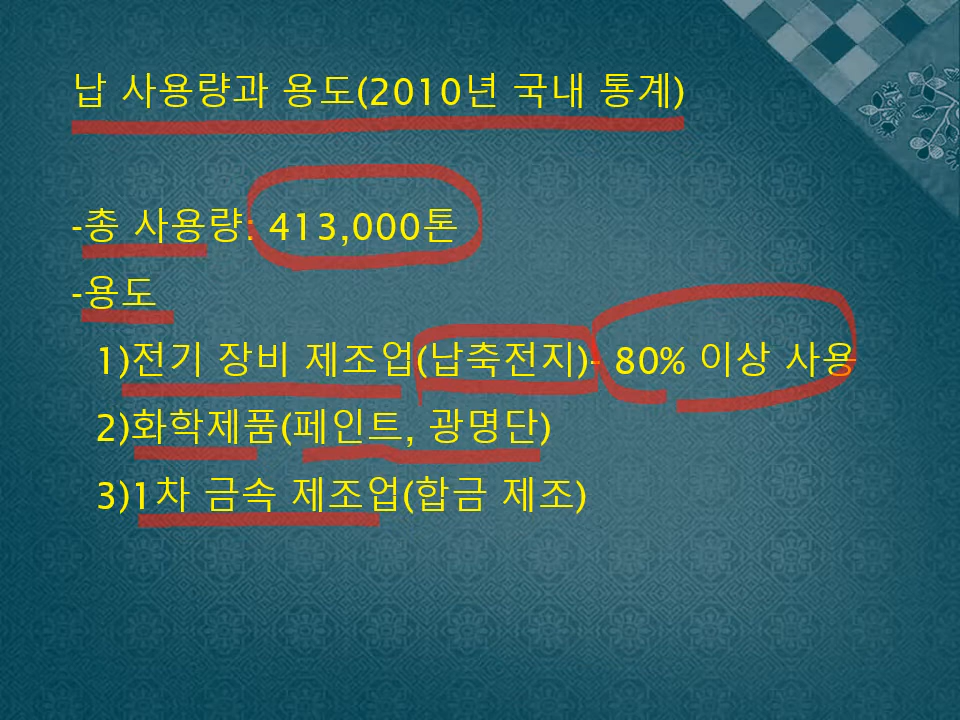 납 사용량과 용도(2010년 국내 통계)
-총 사용량: 413,000톤
-용도
1)전기 장비 제조업(납축전지)- 80% 이상 사용
2)화학제품(페인트, 광명단)
3)1차 금속 제조업(합금 제조)